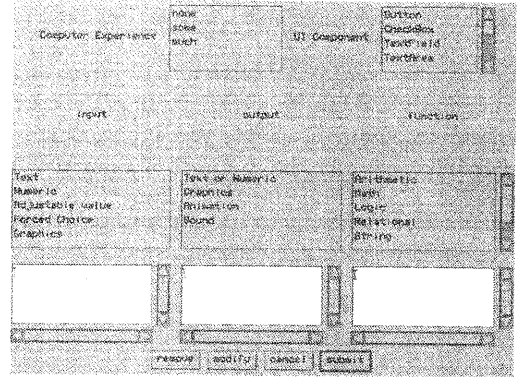 Computer Experience
none
some
much
UI Component
Button
CheckBox
TextField
TextArea
input
output
function
Text
Numeric
Adjustable value
Forced Choice
Graphics
Text or Numeric
Graphics
Animation
Sound
Arithmetic
Math
Logic
Relational
String
remove
modify
cancel
submit